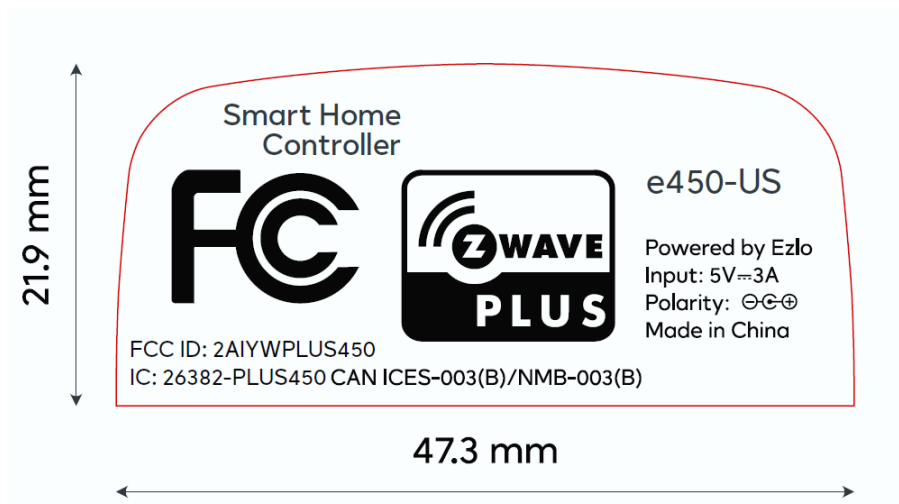 Smart Home
Controller
FC
Z WAVE
PLUS
e450-US
Powered by Ezlo
Input: 5V⎓3A
Polarity: ⊖-C-⊕
Made in China
FCC ID: 2AIYWPLUS450
IC: 26382-PLUS450 CAN ICES-003(B)/NMB-003(B)
21.9 mm
47.3 mm